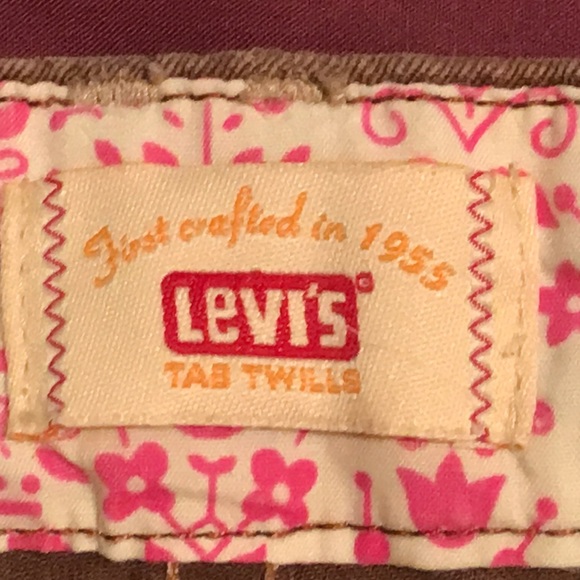 First crafted in 1955
Levi's
TAB TWILLS